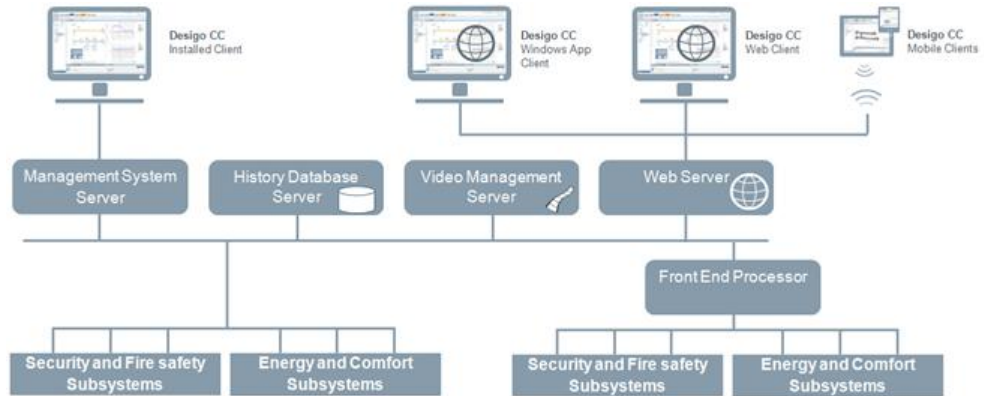 Desigo CC
Installed Client
Desigo CC
Windows App
Client
Desigo CC
Web Client
Desigo CC
Mobile Clients
Management System
Server
History Database
Server
Video Management
Server
Web Server
Front End Processor
Security and Fire safety
Subsystems
Energy and Comfort
Subsystems
Security and Fire safety
Subsystems
Energy and Comfort
Subsystems